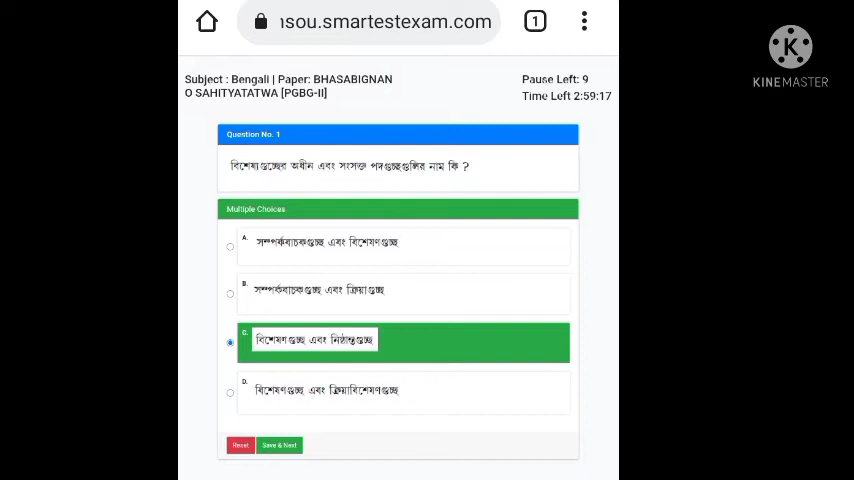 nsou.smartestexam.com
1
K
KINEMASTER
Subject : Bengali | Paper: BHASABIGNAN
O SAHITYATATWA [PGBG-II]
Pause Left: 9
Time Left 2:59:17
Question No. 1
বিশেষ্যগুচ্ছের অধীন এবং সংসক্ত পদগুচ্ছগুলির নাম কি ?
Multiple Choices
A. সম্পর্কবাচকগুচ্ছ এবং বিশেষণগুচ্ছ
B. সম্পর্কবাচকগুচ্ছ এবং ক্রিয়াগুচ্ছ
C. বিশেষণগুচ্ছ এবং নিষ্ঠান্তগুচ্ছ
D. বিশেষণগুচ্ছ এবং ক্রিয়াবিশেষণগুচ্ছ
Reset
Save & Next